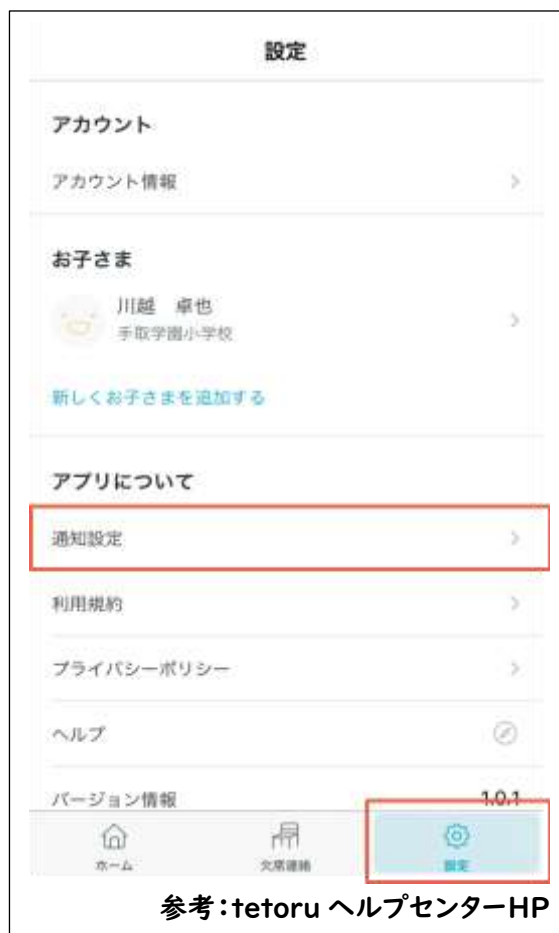 設定
アカウント
アカウント情報
お子さま
川越 卓也
手取学園小学校
新しくお子さまを追加する
アプリについて
通知設定
利用規約
プライバシーポリシー
ヘルプ
バージョン情報 1.0.1
ホーム 欠席連絡 設定
参考：tetoru ヘルプセンターHP